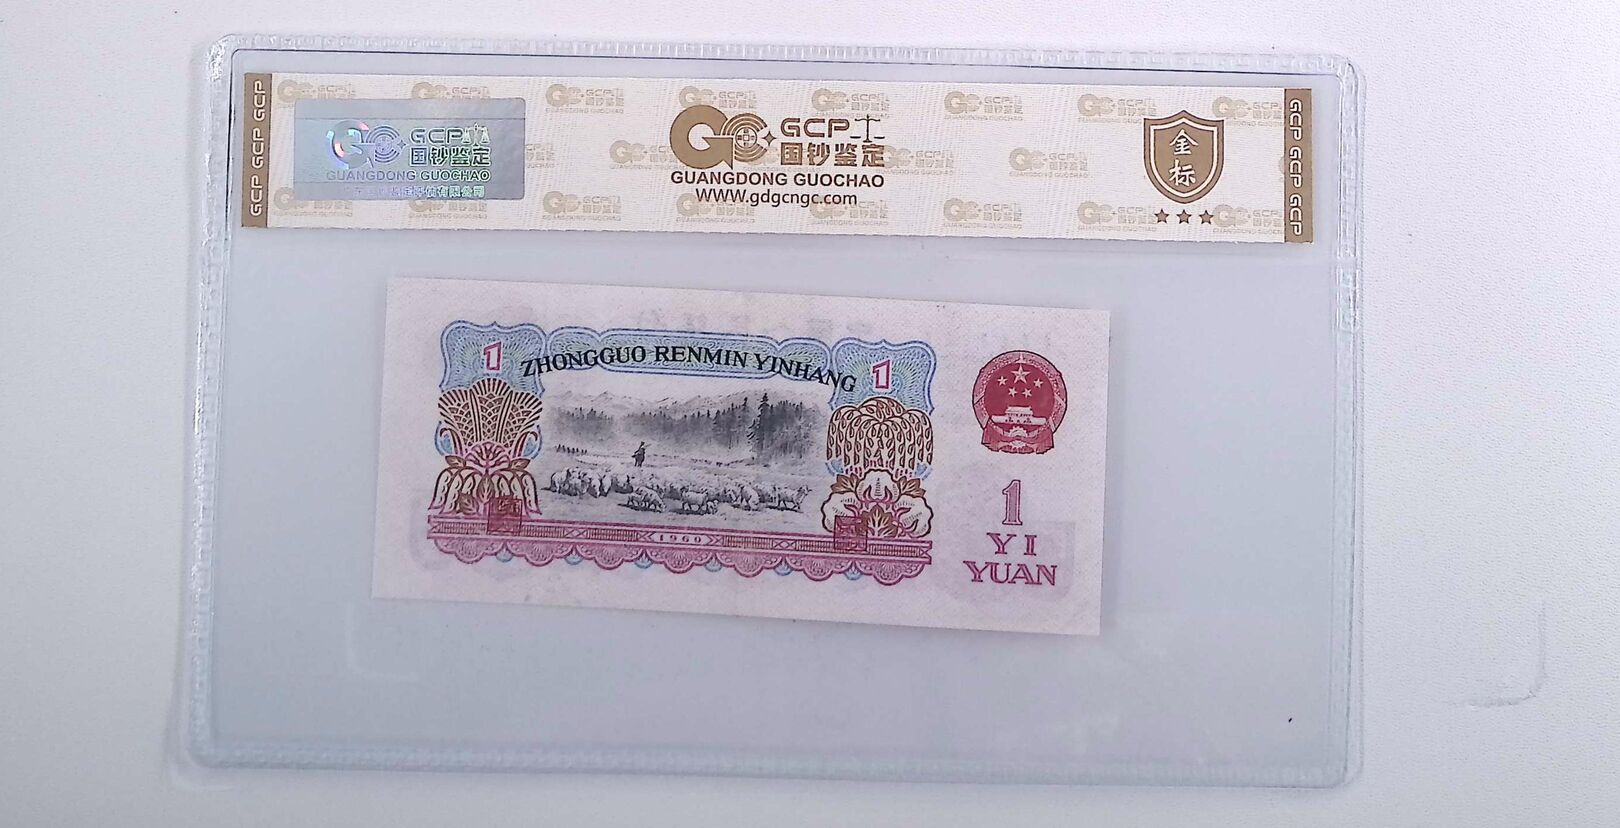 GCP GCP GCP
GCP
国钞鉴定
GUANGDONG GUOCHAO
GCP
国钞鉴定
GUANGDONG GUOCHAO
WWW.gdgcngc.com
金标
GCP GCP GCP
ZHONGGUO RENMIN YINHANG
1
1
1960
1
YI
YUAN